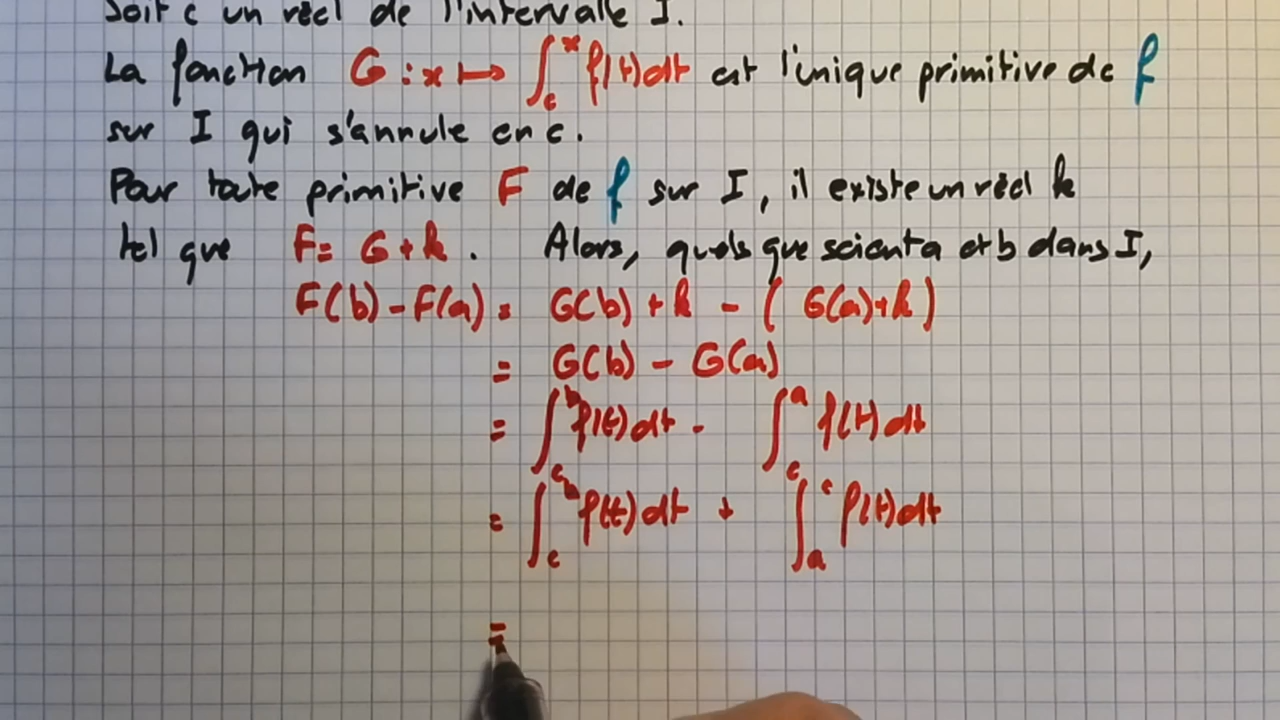 Soit c un réel de l'intervalle I.
La fonction G : x ↦ ∫_c^x f(t)dt est l'unique primitive de f
sur I qui s'annule en c.
Pour toute primitive F de f sur I, il existe un réel k
tel que F = G + k. Alors, quels que soient a et b dans I,
F(b) - F(a) = G(b) + k - (G(a)+k)
= G(b) - G(a)
= ∫_c^b f(t)dt - ∫_c^a f(t)dt
= ∫_c^b f(t)dt + ∫_a^c f(t)dt
=